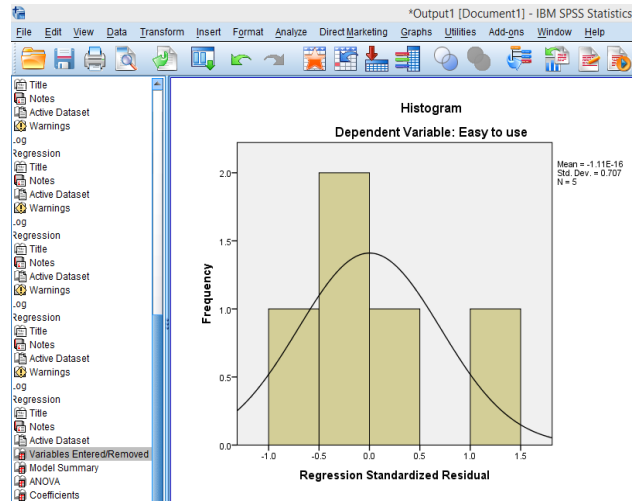 *Output1 [Document1] - IBM SPSS Statistics
File Edit View Data Transform Insert Format Analyze Direct Marketing Graphs Utilities Add-ons Window Help
Title
Notes
Active Dataset
Warnings
.og
Regression
Title
Notes
Active Dataset
Warnings
Log
Regression
Title
Notes
Active Dataset
Warnings
.og
Regression
Title
Notes
Active Dataset
Warnings
.og
Regression
Title
Notes
Active Dataset
Variables Entered/Removed
Model Summary
ANOVA
Coefficients
Histogram
Dependent Variable: Easy to use
Mean = -1.11E-16
Std. Dev. = 0.707
N = 5
Frequency
2.0
1.5
1.0
0.5
0.0
-1.0 -0.5 0.0 0.5 1.0 1.5
Regression Standardized Residual